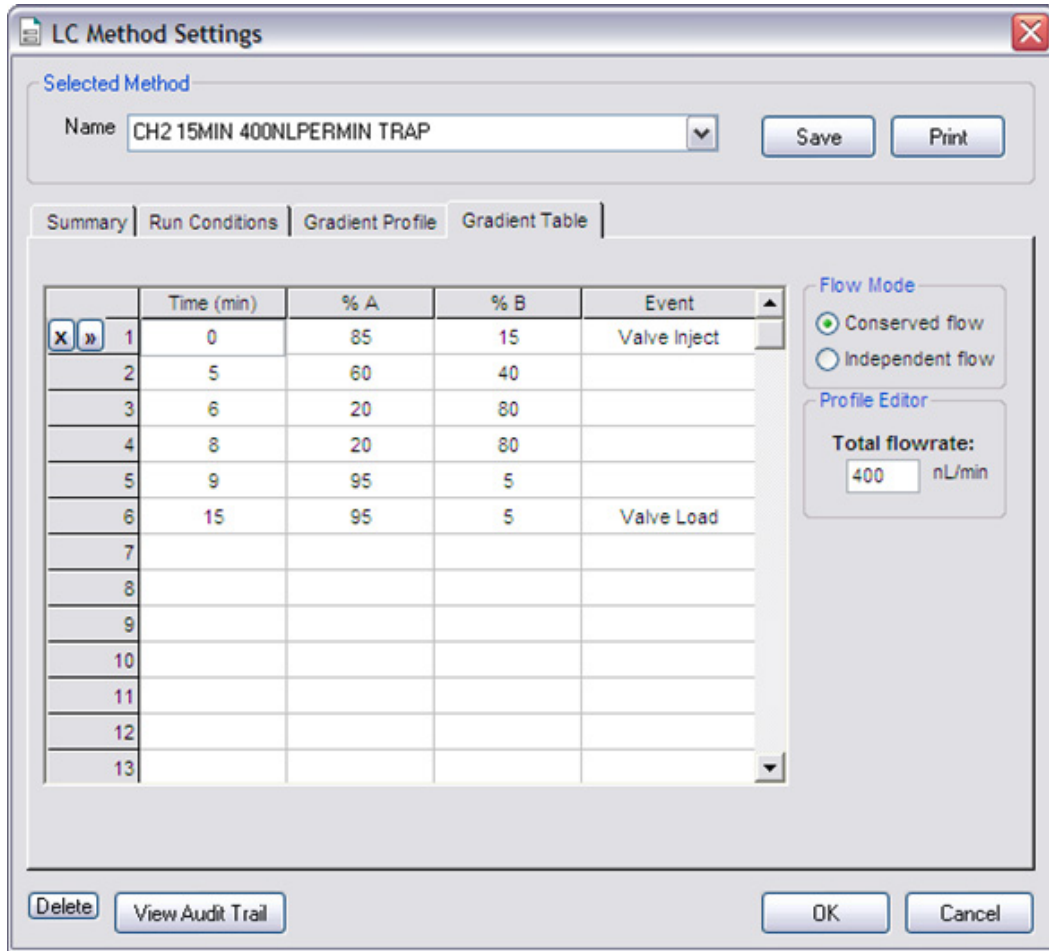 LC Method Settings
Selected Method
Name CH2 15MIN 400NLPERMIN TRAP Save Print
Summary Run Conditions Gradient Profile Gradient Table
Time (min) % A % B Event
x » 1 0 85 15 Valve Inject
2 5 60 40
3 6 20 80
4 8 20 80
5 9 95 5
6 15 95 5 Valve Load
7
8
9
10
11
12
13
Flow Mode
Conserved flow
Independent flow
Profile Editor
Total flowrate:
400 nL/min
Delete View Audit Trail OK Cancel